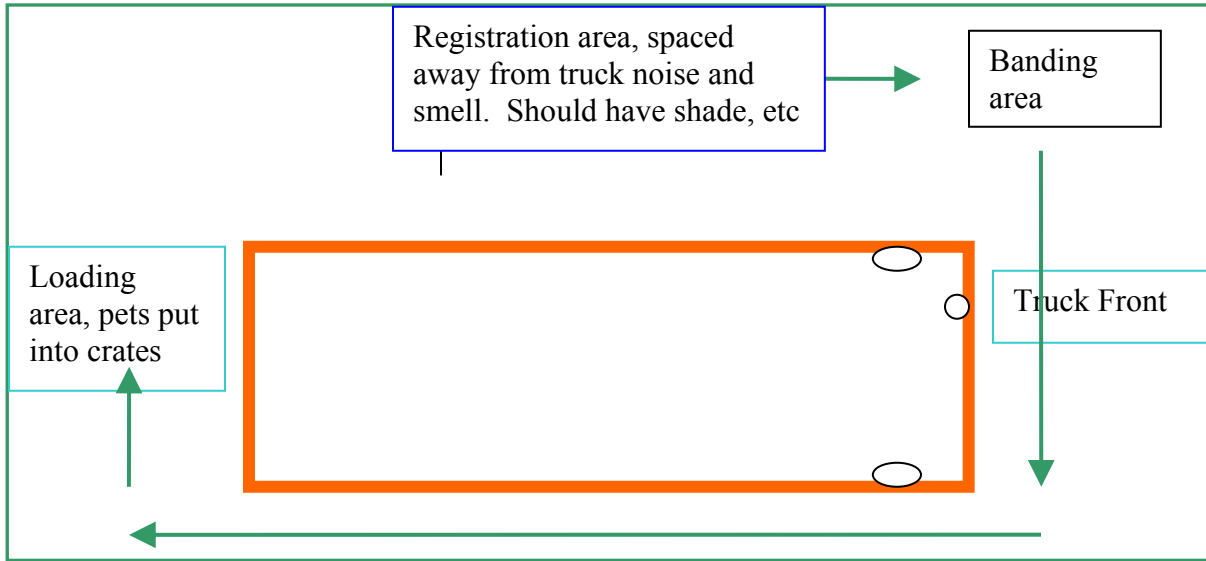 Registration area, spaced
away from truck noise and
smell.  Should have shade, etc
Banding
area
Loading
area, pets put
into crates
Truck Front